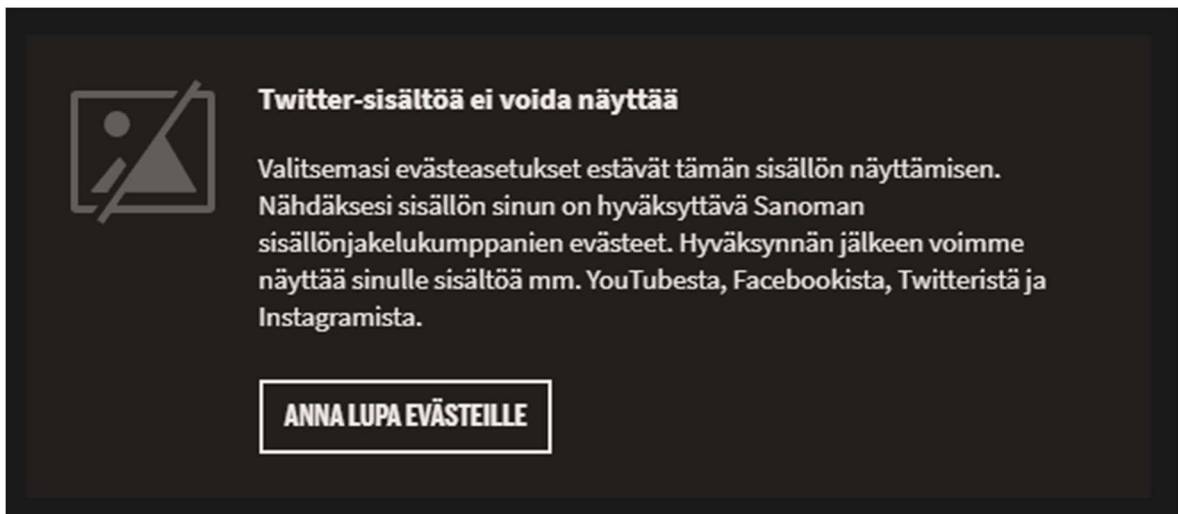 Twitter-sisältöä ei voida näyttää
Valitsemasi evästeasetukset estävät tämän sisällön näyttämisen.
Nähdäksesi sisällön sinun on hyväksyttävä Sanoman
sisällönjakelukumppanien evästeet. Hyväksynnän jälkeen voimme
näyttää sinulle sisältöä mm. YouTubesta, Facebookista, Twitteristä ja
Instagramista.
ANNA LUPA EVÄSTEILLE